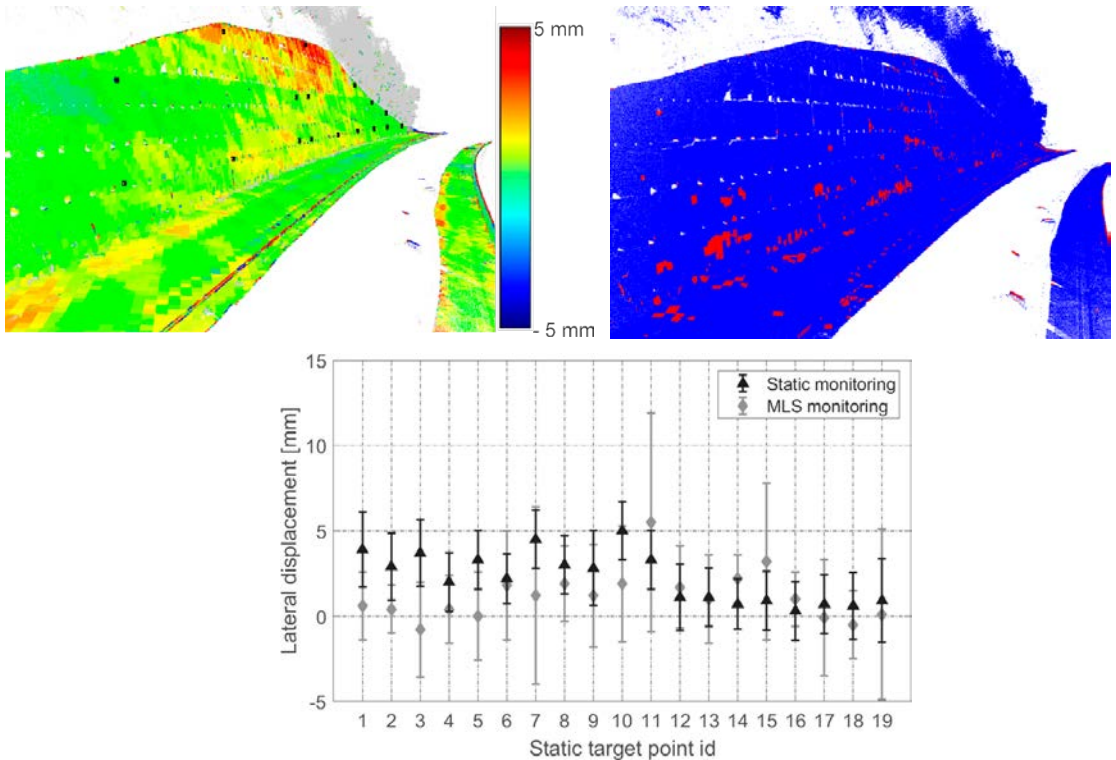 5 mm
- 5 mm
15
10
5
0
-5
Lateral displacement [mm]
Static monitoring
MLS monitoring
1 2 3 4 5 6 7 8 9 10 11 12 13 14 15 16 17 18 19
Static target point id